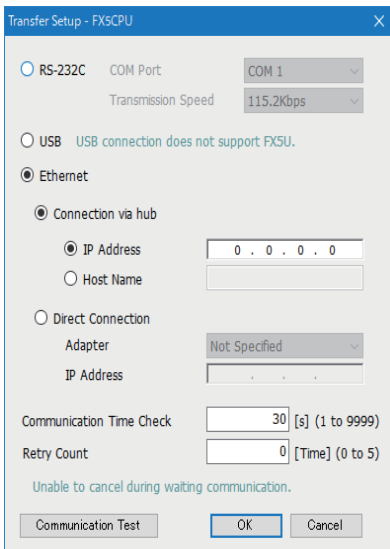 Transfer Setup - FX5CPU
RS-232C COM Port COM 1
Transmission Speed 115.2Kbps
USB USB connection does not support FX5U.
Ethernet
Connection via hub
IP Address 0 . 0 . 0 . 0
Host Name
Direct Connection
Adapter Not Specified
IP Address . . .
Communication Time Check 30 [s] (1 to 9999)
Retry Count 0 [Time] (0 to 5)
Unable to cancel during waiting communication.
Communication Test OK Cancel